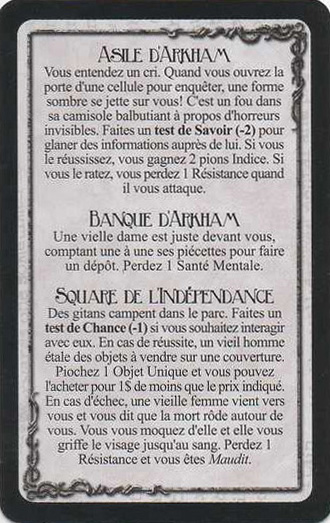 ASILE D'ARKHAM
Vous entendez un cri. Quand vous ouvrez la
porte d'une cellule pour enquêter, une forme
sombre se jette sur vous! C'est un fou dans
sa camisole balbutiant à propos d'horreurs
invisibles. Faites un test de Savoir (-2) pour
glaner des informations auprès de lui. Si vous
le réussissez, vous gagnez 2 pions Indice. Si
vous le ratez, vous perdez 1 Résistance quand
il vous attaque.
BANQUE D'ARKHAM
Une vielle dame est juste devant vous,
comptant une à une ses piécettes pour faire
un dépôt. Perdez 1 Santé Mentale.
SQUARE DE L'INDÉPENDANCE
Des gitans campent dans le parc. Faites un
test de Chance (-1) si vous souhaitez interagir
avec eux. En cas de réussite, un vieil homme
étale des objets à vendre sur une couverture.
Piochez 1 Objet Unique et vous pouvez
l'acheter pour 1$ de moins que le prix indiqué.
En cas d'échec, une vieille femme vient vers
vous et vous dit que la mort rôde autour de
vous. Vous vous moquez d'elle et elle vous
griffe le visage jusqu'au sang. Perdez 1
Résistance et vous êtes Maudit.